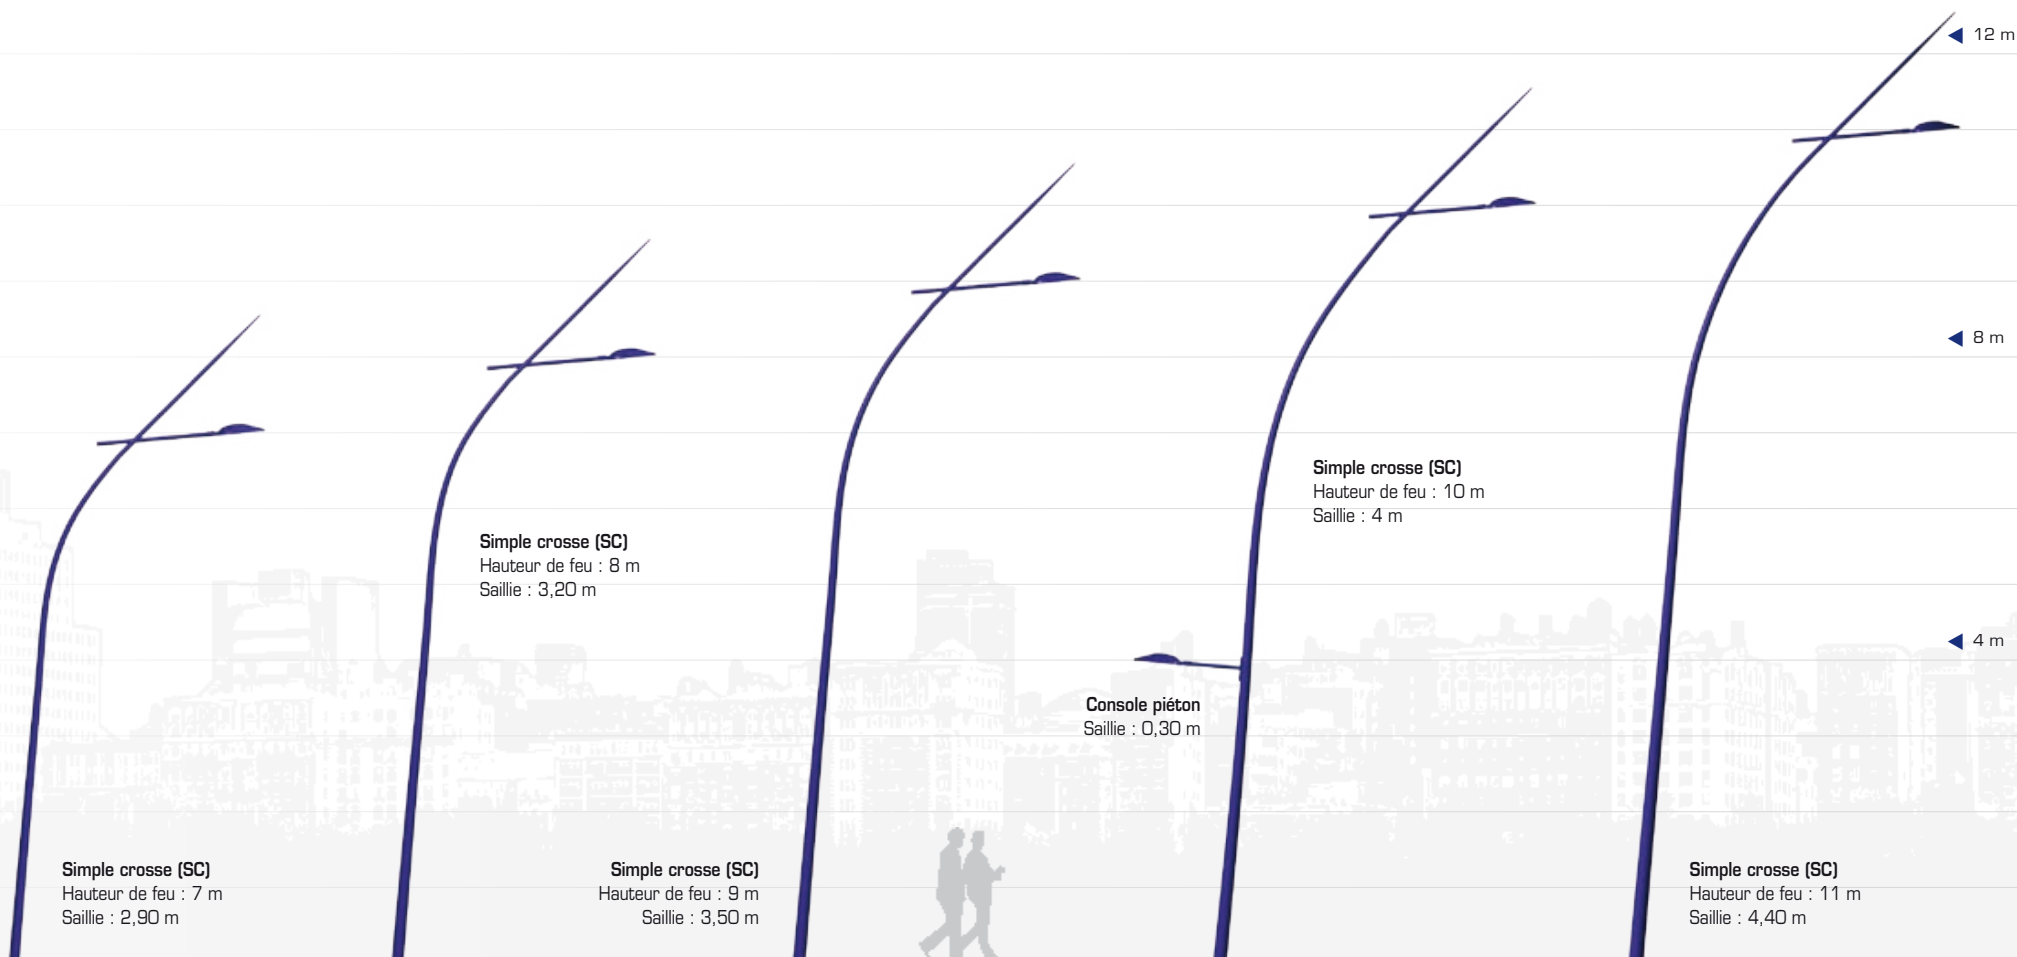 12 m
8 m
4 m
Simple crosse (SC)
Hauteur de feu : 7 m
Saillie : 2,90 m
Simple crosse (SC)
Hauteur de feu : 8 m
Saillie : 3,20 m
Simple crosse (SC)
Hauteur de feu : 9 m
Saillie : 3,50 m
Console piéton
Saillie : 0,30 m
Simple crosse (SC)
Hauteur de feu : 10 m
Saillie : 4 m
Simple crosse (SC)
Hauteur de feu : 11 m
Saillie : 4,40 m